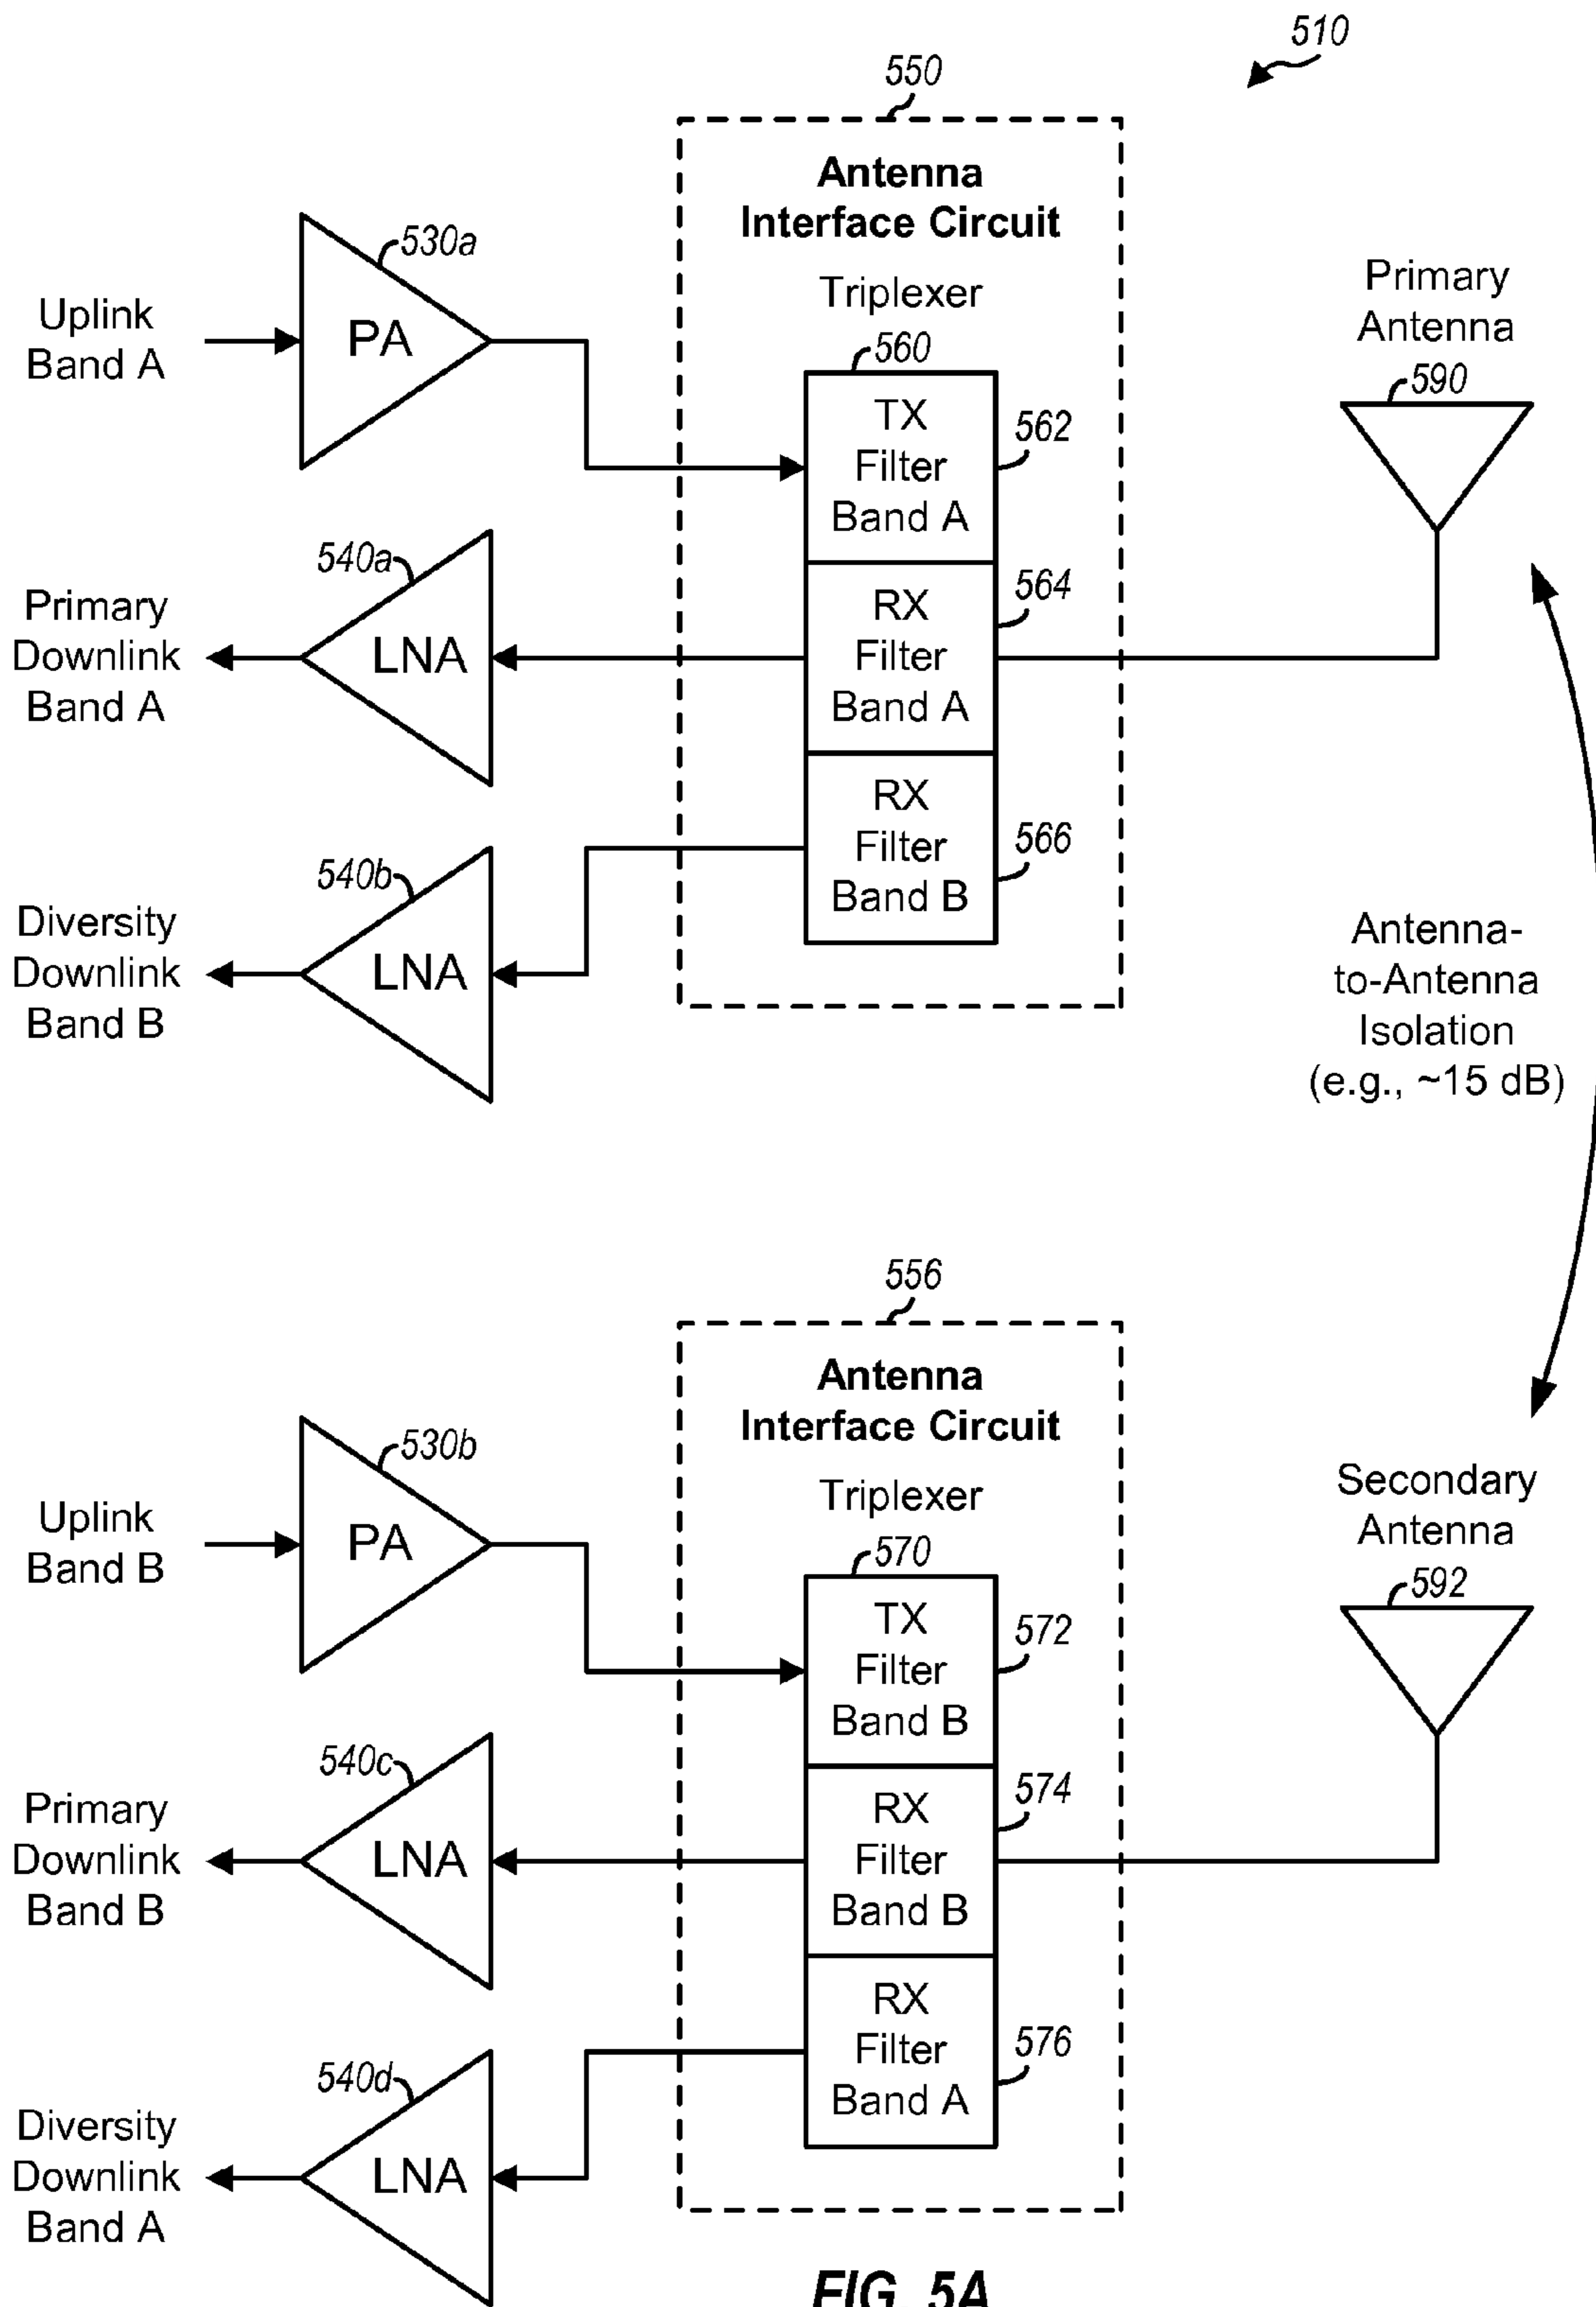 510
550
Antenna
Interface Circuit
530a
Uplink
Band A
PA
Triplexer
560
TX
Filter
Band A
562
Primary
Antenna
590
540a
Primary
Downlink
Band A
LNA
RX
Filter
Band A
564
540b
Diversity
Downlink
Band B
LNA
RX
Filter
Band B
566
Antenna-
to-Antenna
Isolation
(e.g., ~15 dB)
556
Antenna
Interface Circuit
530b
Uplink
Band B
PA
Triplexer
570
TX
Filter
Band B
572
Secondary
Antenna
592
540c
Primary
Downlink
Band B
LNA
RX
Filter
Band B
574
540d
Diversity
Downlink
Band A
LNA
RX
Filter
Band A
576
FIG. 5A